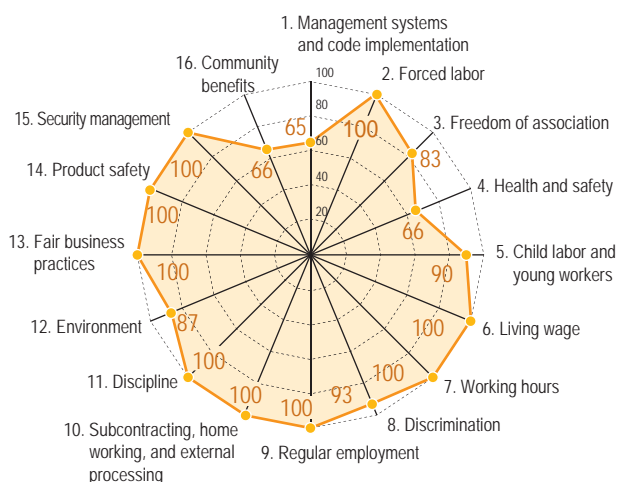 1. Management systems
and code implementation
16. Community
benefits
2. Forced labor
15. Security management
3. Freedom of association
14. Product safety
4. Health and safety
13. Fair business
practices
5. Child labor and
young workers
12. Environment
6. Living wage
11. Discipline
7. Working hours
10. Subcontracting, home
working, and external
processing
8. Discrimination
9. Regular employment
100
80
60
40
20
65
100
83
66
90
100
100
93
100
100
100
87
100
100
100
66